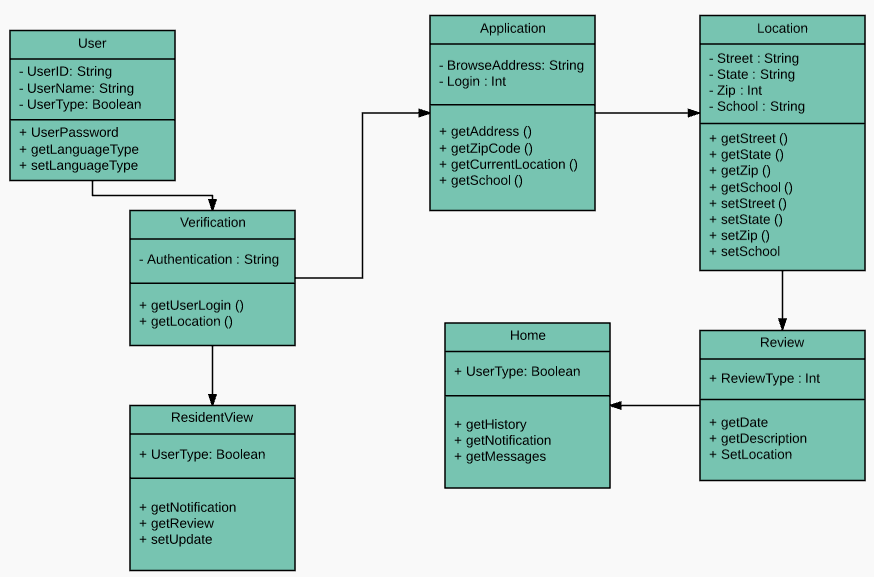 User
- UserID: String
- UserName: String
- UserType: Boolean
+ UserPassword
+ getLanguageType
+ setLanguageType
Verification
- Authentication : String
+ getUserLogin ()
+ getLocation ()
ResidentView
+ UserType: Boolean
+ getNotification
+ getReview
+ setUpdate
Application
- BrowseAddress: String
- Login : Int
+ getAddress ()
+ getZipCode ()
+ getCurrentLocation ()
+ getSchool ()
Location
- Street : String
- State : String
- Zip : Int
- School : String
+ getStreet ()
+ getState ()
+ getZip ()
+ getSchool ()
+ setStreet ()
+ setState ()
+ setZip ()
+ setSchool
Review
+ ReviewType : Int
+ getDate
+ getDescription
+ SetLocation
Home
+ UserType: Boolean
+ getHistory
+ getNotification
+ getMessages